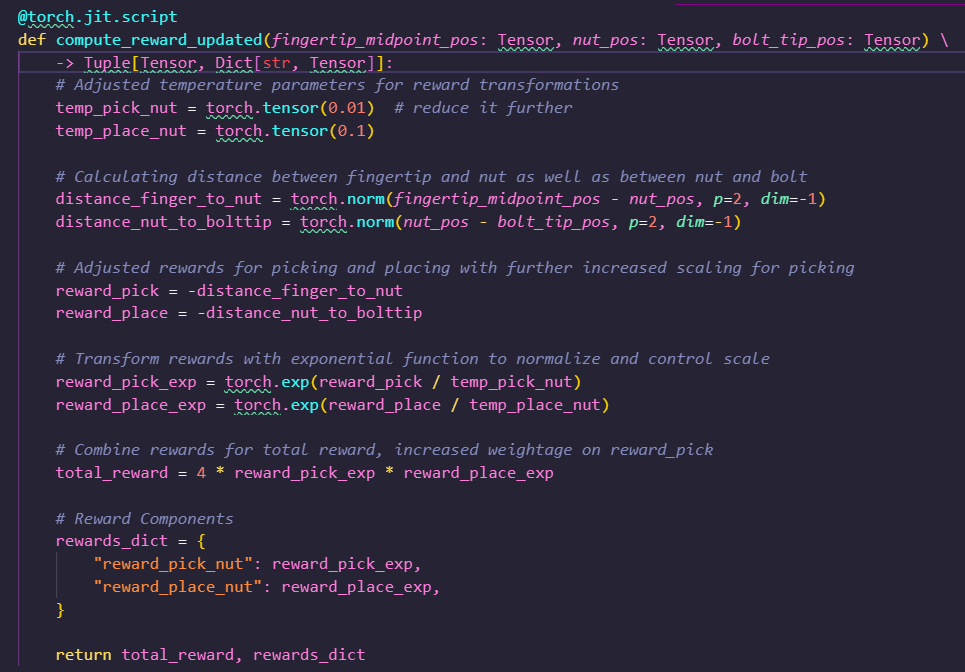 @torch.jit.script
def compute_reward_updated(fingertip_midpoint_pos: Tensor, nut_pos: Tensor, bolt_tip_pos: Tensor) \
    -> Tuple[Tensor, Dict[str, Tensor]]:
    # Adjusted temperature parameters for reward transformations
    temp_pick_nut = torch.tensor(0.01)  # reduce it further
    temp_place_nut = torch.tensor(0.1)

    # Calculating distance between fingertip and nut as well as between nut and bolt
    distance_finger_to_nut = torch.norm(fingertip_midpoint_pos - nut_pos, p=2, dim=-1)
    distance_nut_to_bolttip = torch.norm(nut_pos - bolt_tip_pos, p=2, dim=-1)

    # Adjusted rewards for picking and placing with further increased scaling for picking
    reward_pick = -distance_finger_to_nut
    reward_place = -distance_nut_to_bolttip

    # Transform rewards with exponential function to normalize and control scale
    reward_pick_exp = torch.exp(reward_pick / temp_pick_nut)
    reward_place_exp = torch.exp(reward_place / temp_place_nut)

    # Combine rewards for total reward, increased weightage on reward_pick
    total_reward = 4 * reward_pick_exp * reward_place_exp

    # Reward Components
    rewards_dict = {
        "reward_pick_nut": reward_pick_exp,
        "reward_place_nut": reward_place_exp,
    }

    return total_reward, rewards_dict